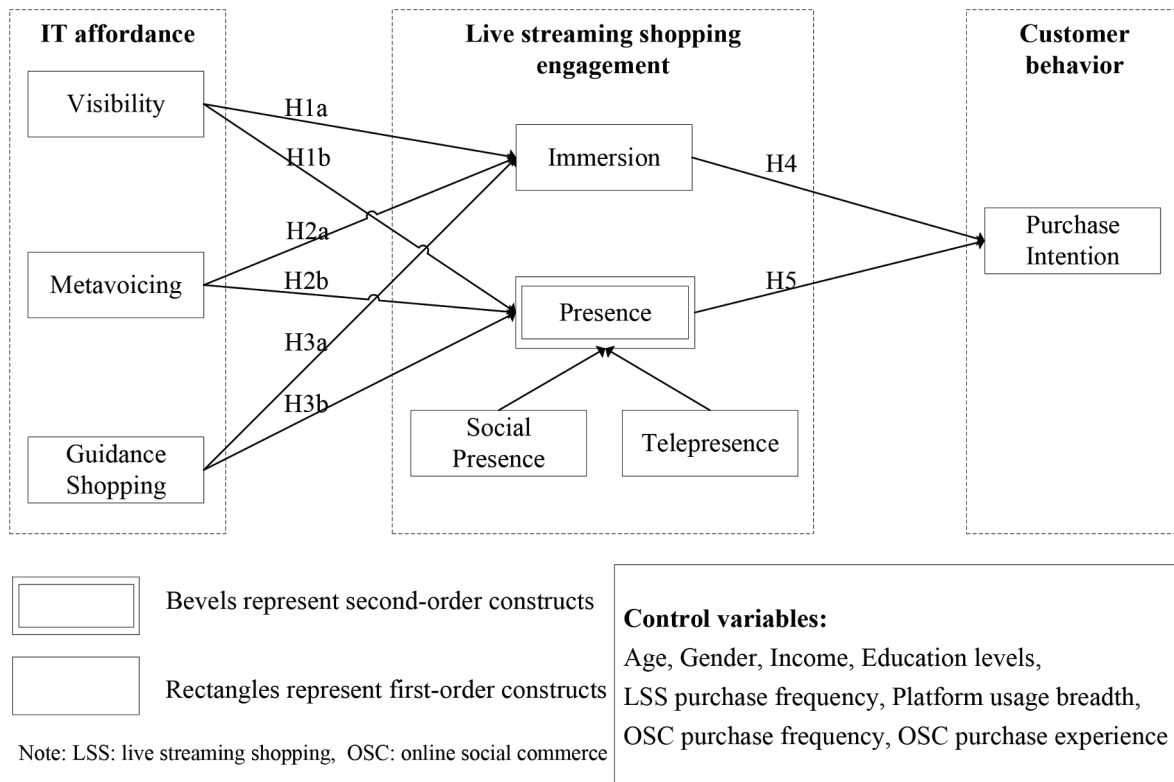 IT affordance
Visibility
Metavoicing
Guidance
Shopping
H1a
H1b
H2a
H2b
H3a
H3b
Live streaming shopping
engagement
Immersion
Presence
Social
Presence
Telepresence
H4
H5
Customer
behavior
Purchase
Intention
Bevels represent second-order constructs
Rectangles represent first-order constructs
Note: LSS: live streaming shopping, OSC: online social commerce
Control variables:
Age, Gender, Income, Education levels,
LSS purchase frequency, Platform usage breadth,
OSC purchase frequency, OSC purchase experience